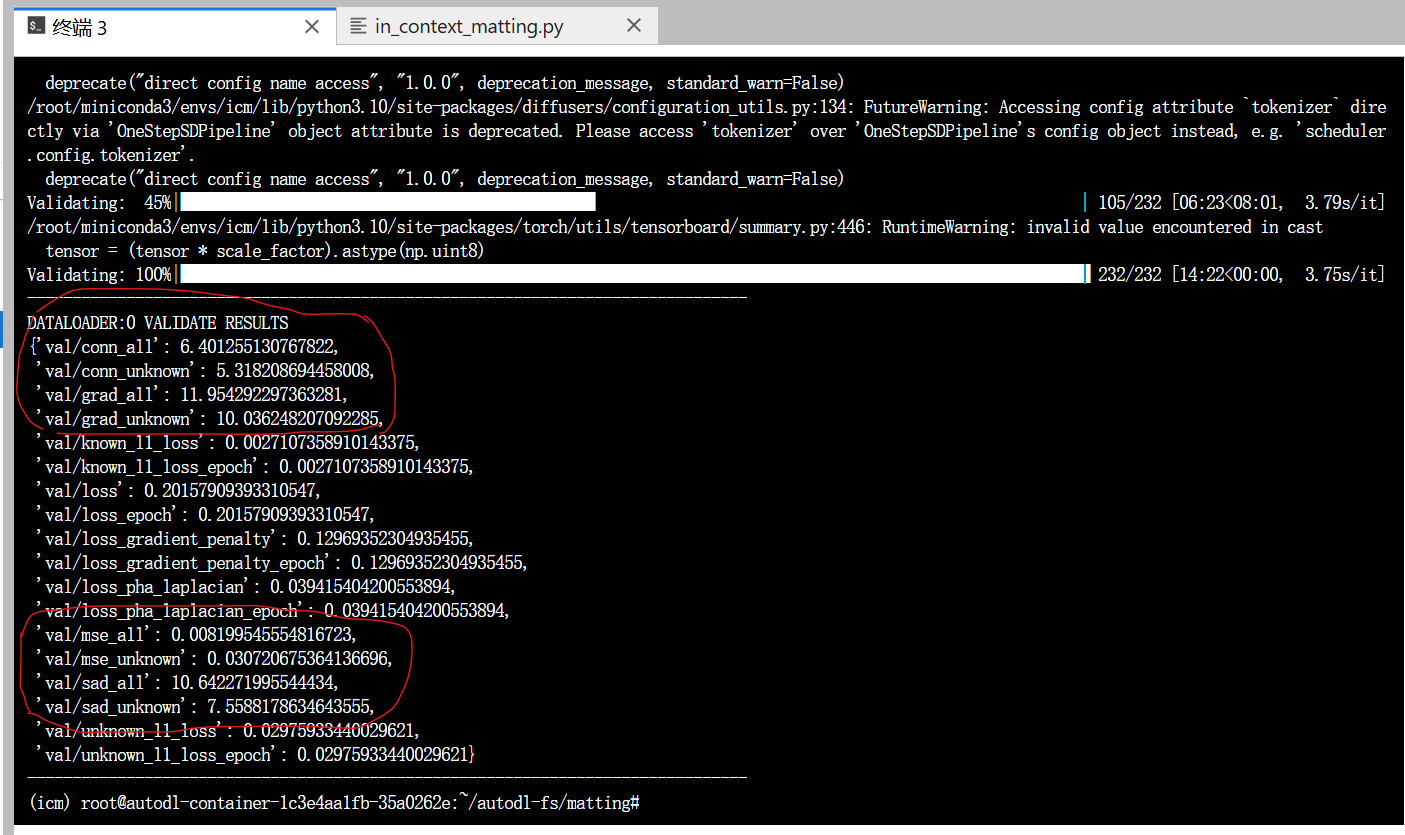 终端 3
in_context_matting.py
deprecate("direct config name access", "1.0.0", deprecation_message, standard_warn=False)
/root/miniconda3/envs/icm/lib/python3.10/site-packages/diffusers/configuration_utils.py:134: FutureWarning: Accessing config attribute `tokenizer` dire
ctly via 'OneStepSDPipeline' object attribute is deprecated. Please access 'tokenizer' over 'OneStepSDPipeline's config object instead, e.g. 'scheduler
.config.tokenizer'.
deprecate("direct config name access", "1.0.0", deprecation_message, standard_warn=False)
Validating: 45%| | 105/232 [06:23<08:01, 3.79s/it]
/root/miniconda3/envs/icm/lib/python3.10/site-packages/torch/utils/tensorboard/summary.py:446: RuntimeWarning: invalid value encountered in cast
tensor = (tensor * scale_factor).astype(np.uint8)
Validating: 100%| | 232/232 [14:22<00:00, 3.75s/it]
DATALOADER:0 VALIDATE RESULTS
{'val/conn_all': 6.401255130767822,
'val/conn_unknown': 5.318208694458008,
'val/grad_all': 11.954292297363281,
'val/grad_unknown': 10.036248207092285,
'val/known_l1_loss': 0.0027107358910143375,
'val/known_l1_loss_epoch': 0.0027107358910143375,
'val/loss': 0.20157909393310547,
'val/loss_epoch': 0.20157909393310547,
'val/loss_gradient_penalty': 0.12969352304935455,
'val/loss_gradient_penalty_epoch': 0.12969352304935455,
'val/loss_pha_laplacian': 0.039415404200553894,
'val/loss_pha_laplacian_epoch': 0.039415404200553894,
'val/mse_all': 0.008199545554816723,
'val/mse_unknown': 0.030720675364136696,
'val/sad_all': 10.642271995544434,
'val/sad_unknown': 7.5588178634643555,
'val/unknown_l1_loss': 0.02975933440029621,
'val/unknown_l1_loss_epoch': 0.02975933440029621}
(icm) root@autodl-container-1c3e4aa1fb-35a0262e:~/autodl-fs/matting#